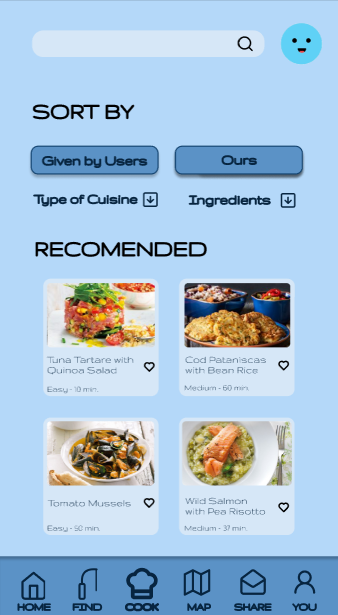 SORT BY
Given by Users
Ours
Type of Cuisine
Ingredients
RECOMENDED
Tuna Tartare with
Quinoa Salad
Easy - 10 min.
Cod Pataniscas
with Bean Rice
Medium - 60 min.
Tomato Mussels
Easy - 50 min.
Wild Salmon
with Pea Risotto
Medium - 37 min.
HOME
FIND
COOK
MAP
SHARE
YOU